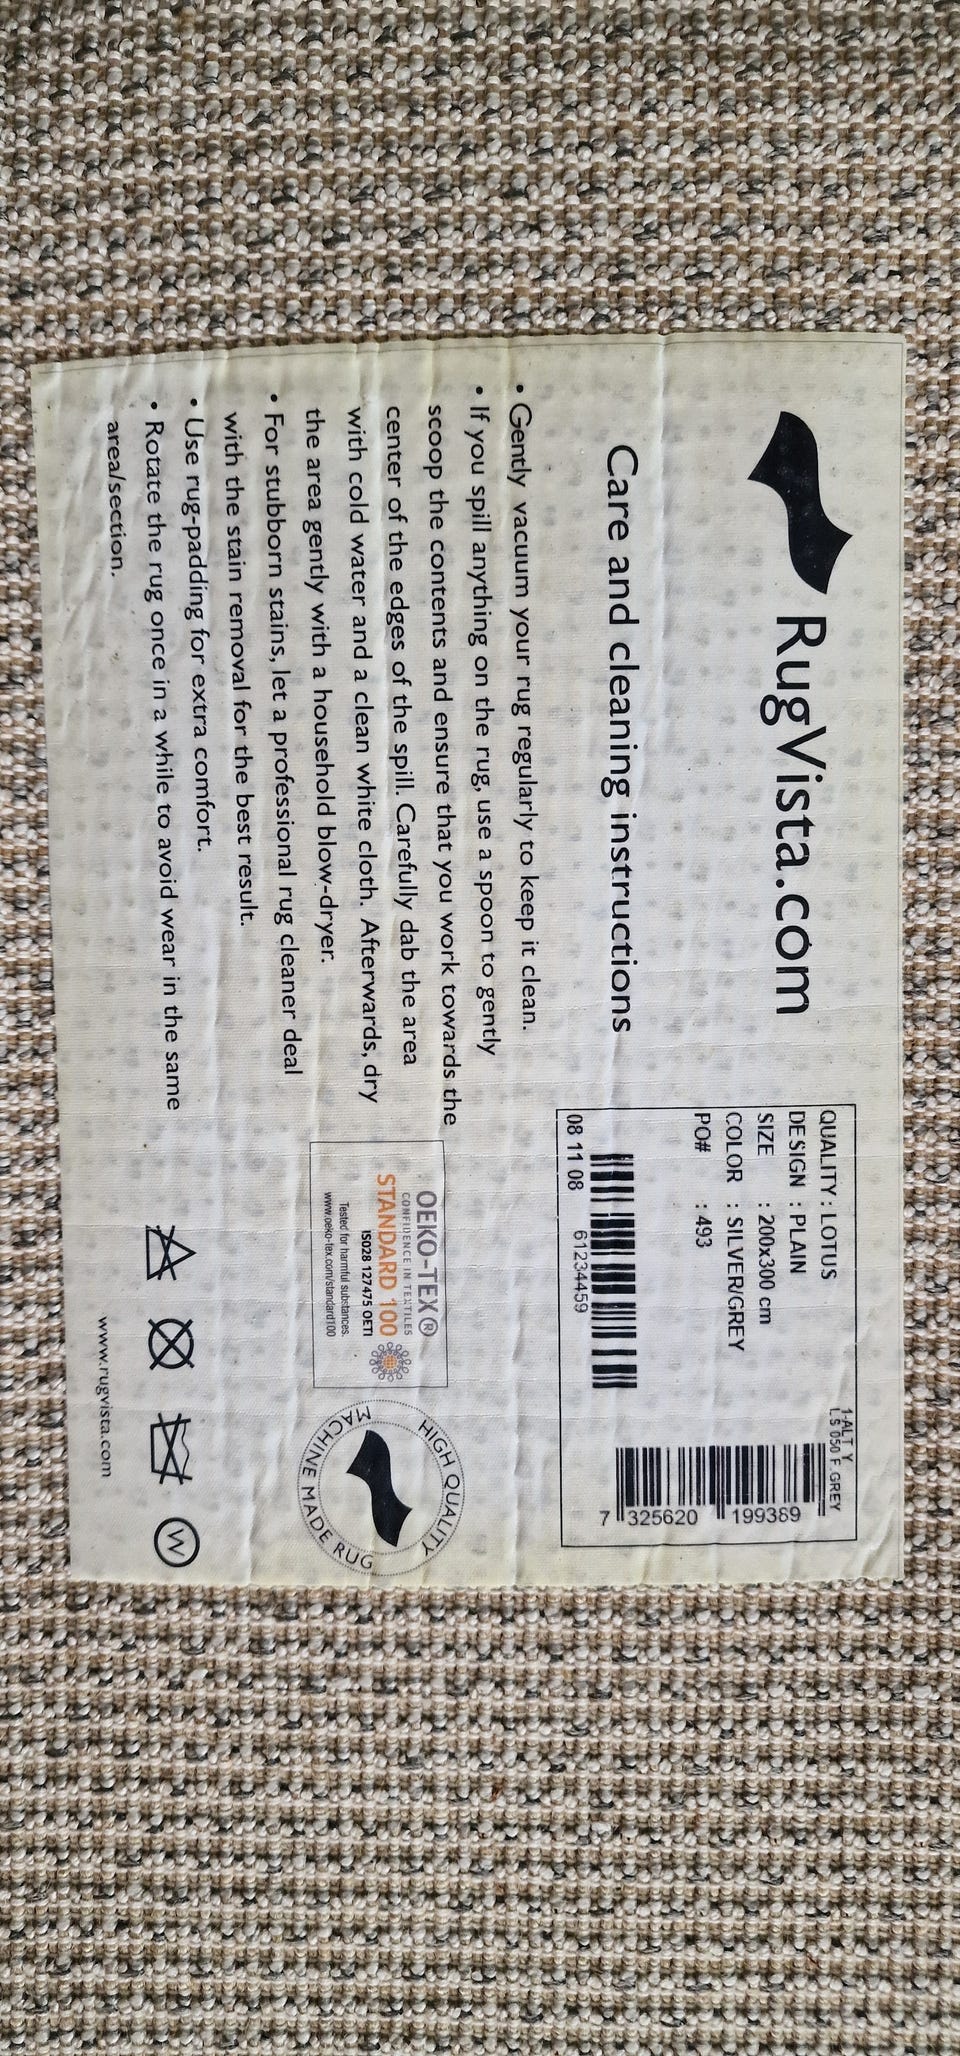 RugVista.com
QUALITY : LOTUS
DESIGN : PLAIN
SIZE : 200x300 cm
COLOR : SILVER/GREY
PO# : 493
1-ALT Y
L S 050 F. GREY
7 325620 199389
08 11 08 61234459
Care and cleaning instructions
• Gently vacuum your rug regularly to keep it clean.
• If you spill anything on the rug, use a spoon to gently
scoop the contents and ensure that you work towards the
center of the edges of the spill. Carefully dab the area
with cold water and a clean white cloth. Afterwards, dry
the area gently with a household blow-dryer.
• For stubborn stains, let a professional rug cleaner deal
with the stain removal for the best result.
• Use rug-padding for extra comfort.
• Rotate the rug once in a while to avoid wear in the same
area/section.
OEKO-TEX®
CONFIDENCE IN TEXTILES
STANDARD 100
IS028 127475 OETI
Tested for harmful substances.
www.oeko-tex.com/standard100
HIGH QUALITY
MACHINE MADE RUG
W
www.rugvista.com